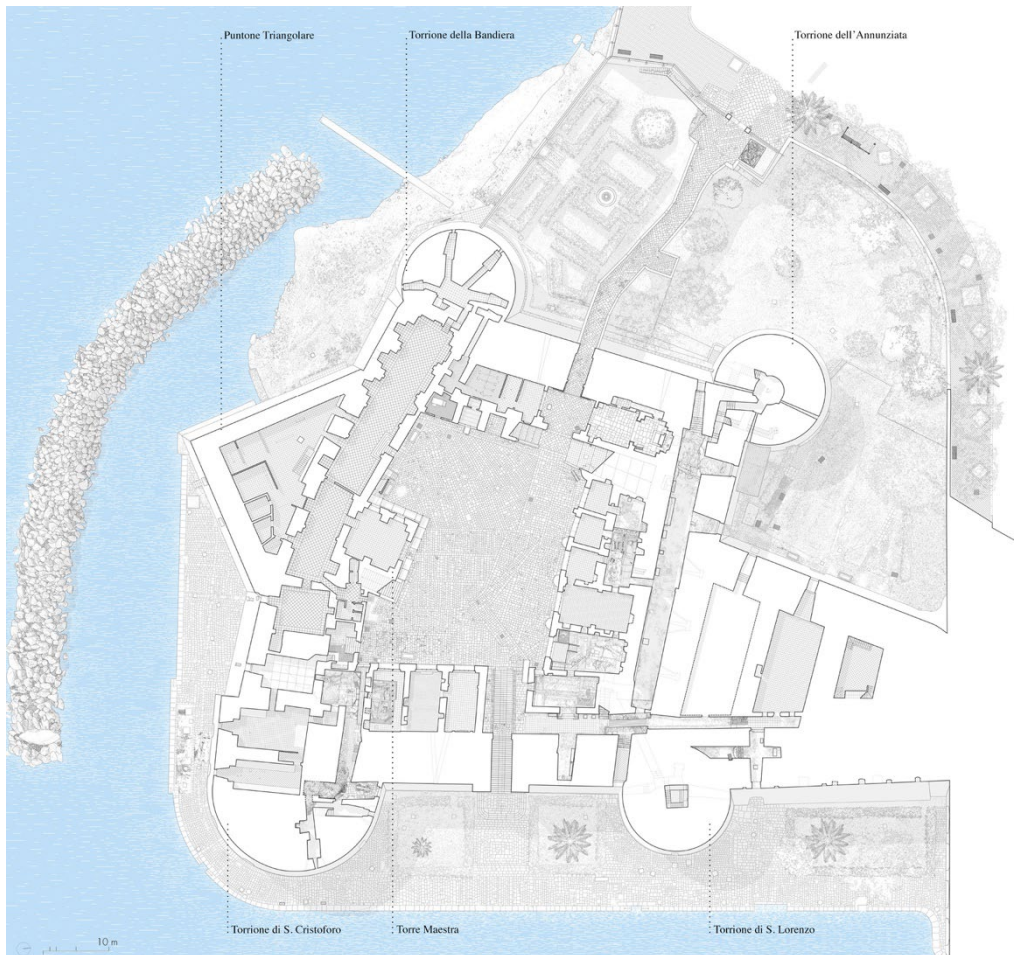 Puntone Triangolare
Torrione della Bandiera
Torrione dell'Annunziata
Torrione di S. Cristoforo
Torre Maestra
Torrione di S. Lorenzo
10 m